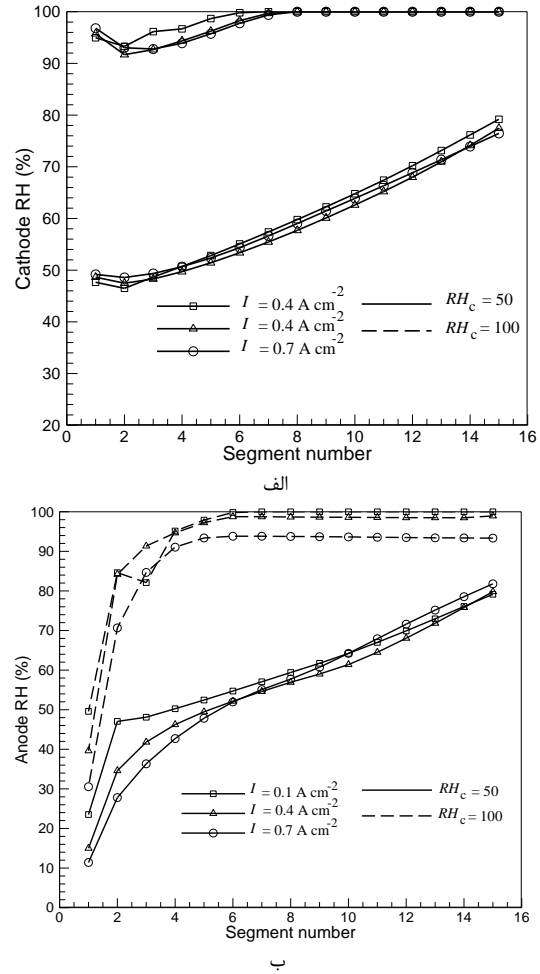 100
90
80
70
60
50
40
30
20
Cathode RH (%)
I = 0.4 A cm-2
I = 0.4 A cm-2
I = 0.7 A cm-2
RHc = 50
RHc = 100
0 2 4 6 8 10 12 14 16
Segment number
الف
100
90
80
70
60
50
40
30
20
10
0
Anode RH (%)
I = 0.1 A cm-2
I = 0.4 A cm-2
I = 0.7 A cm-2
RHc = 50
RHc = 100
0 2 4 6 8 10 12 14 16
Segment number
ب